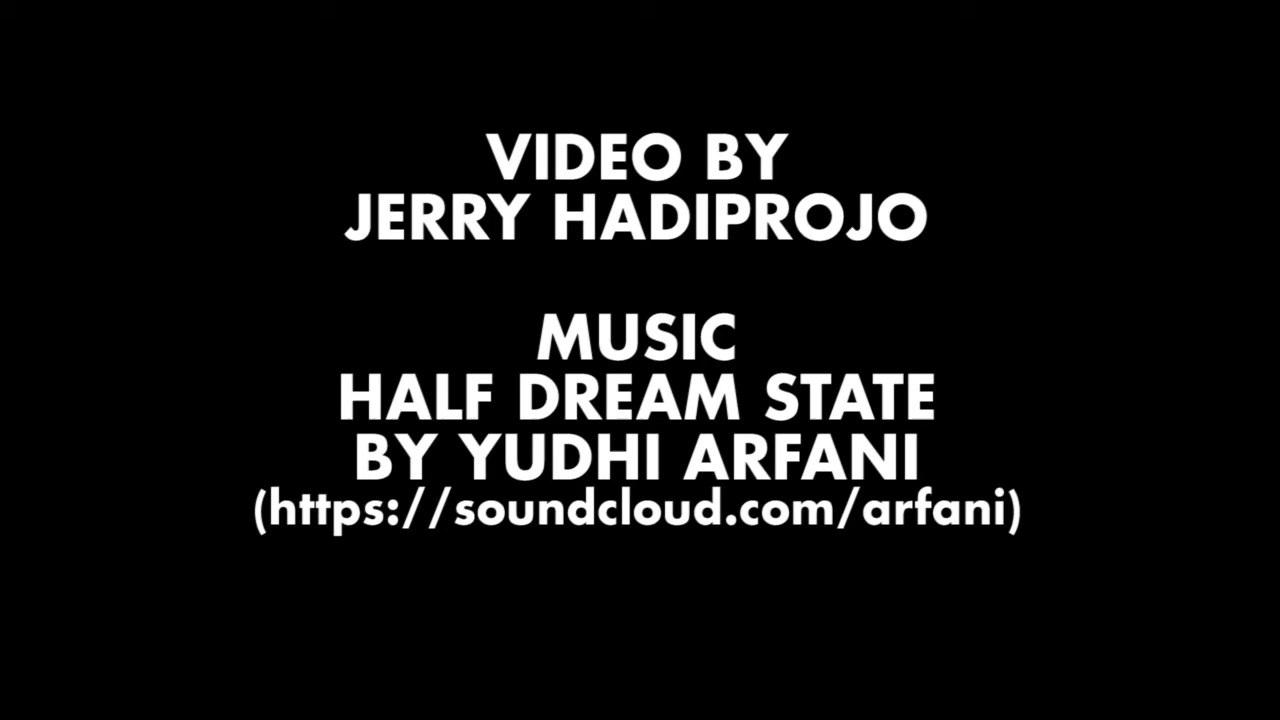 VIDEO BY
JERRY HADIPROJO
MUSIC
HALF DREAM STATE
BY YUDHI ARFANI
(https://soundcloud.com/arfani)